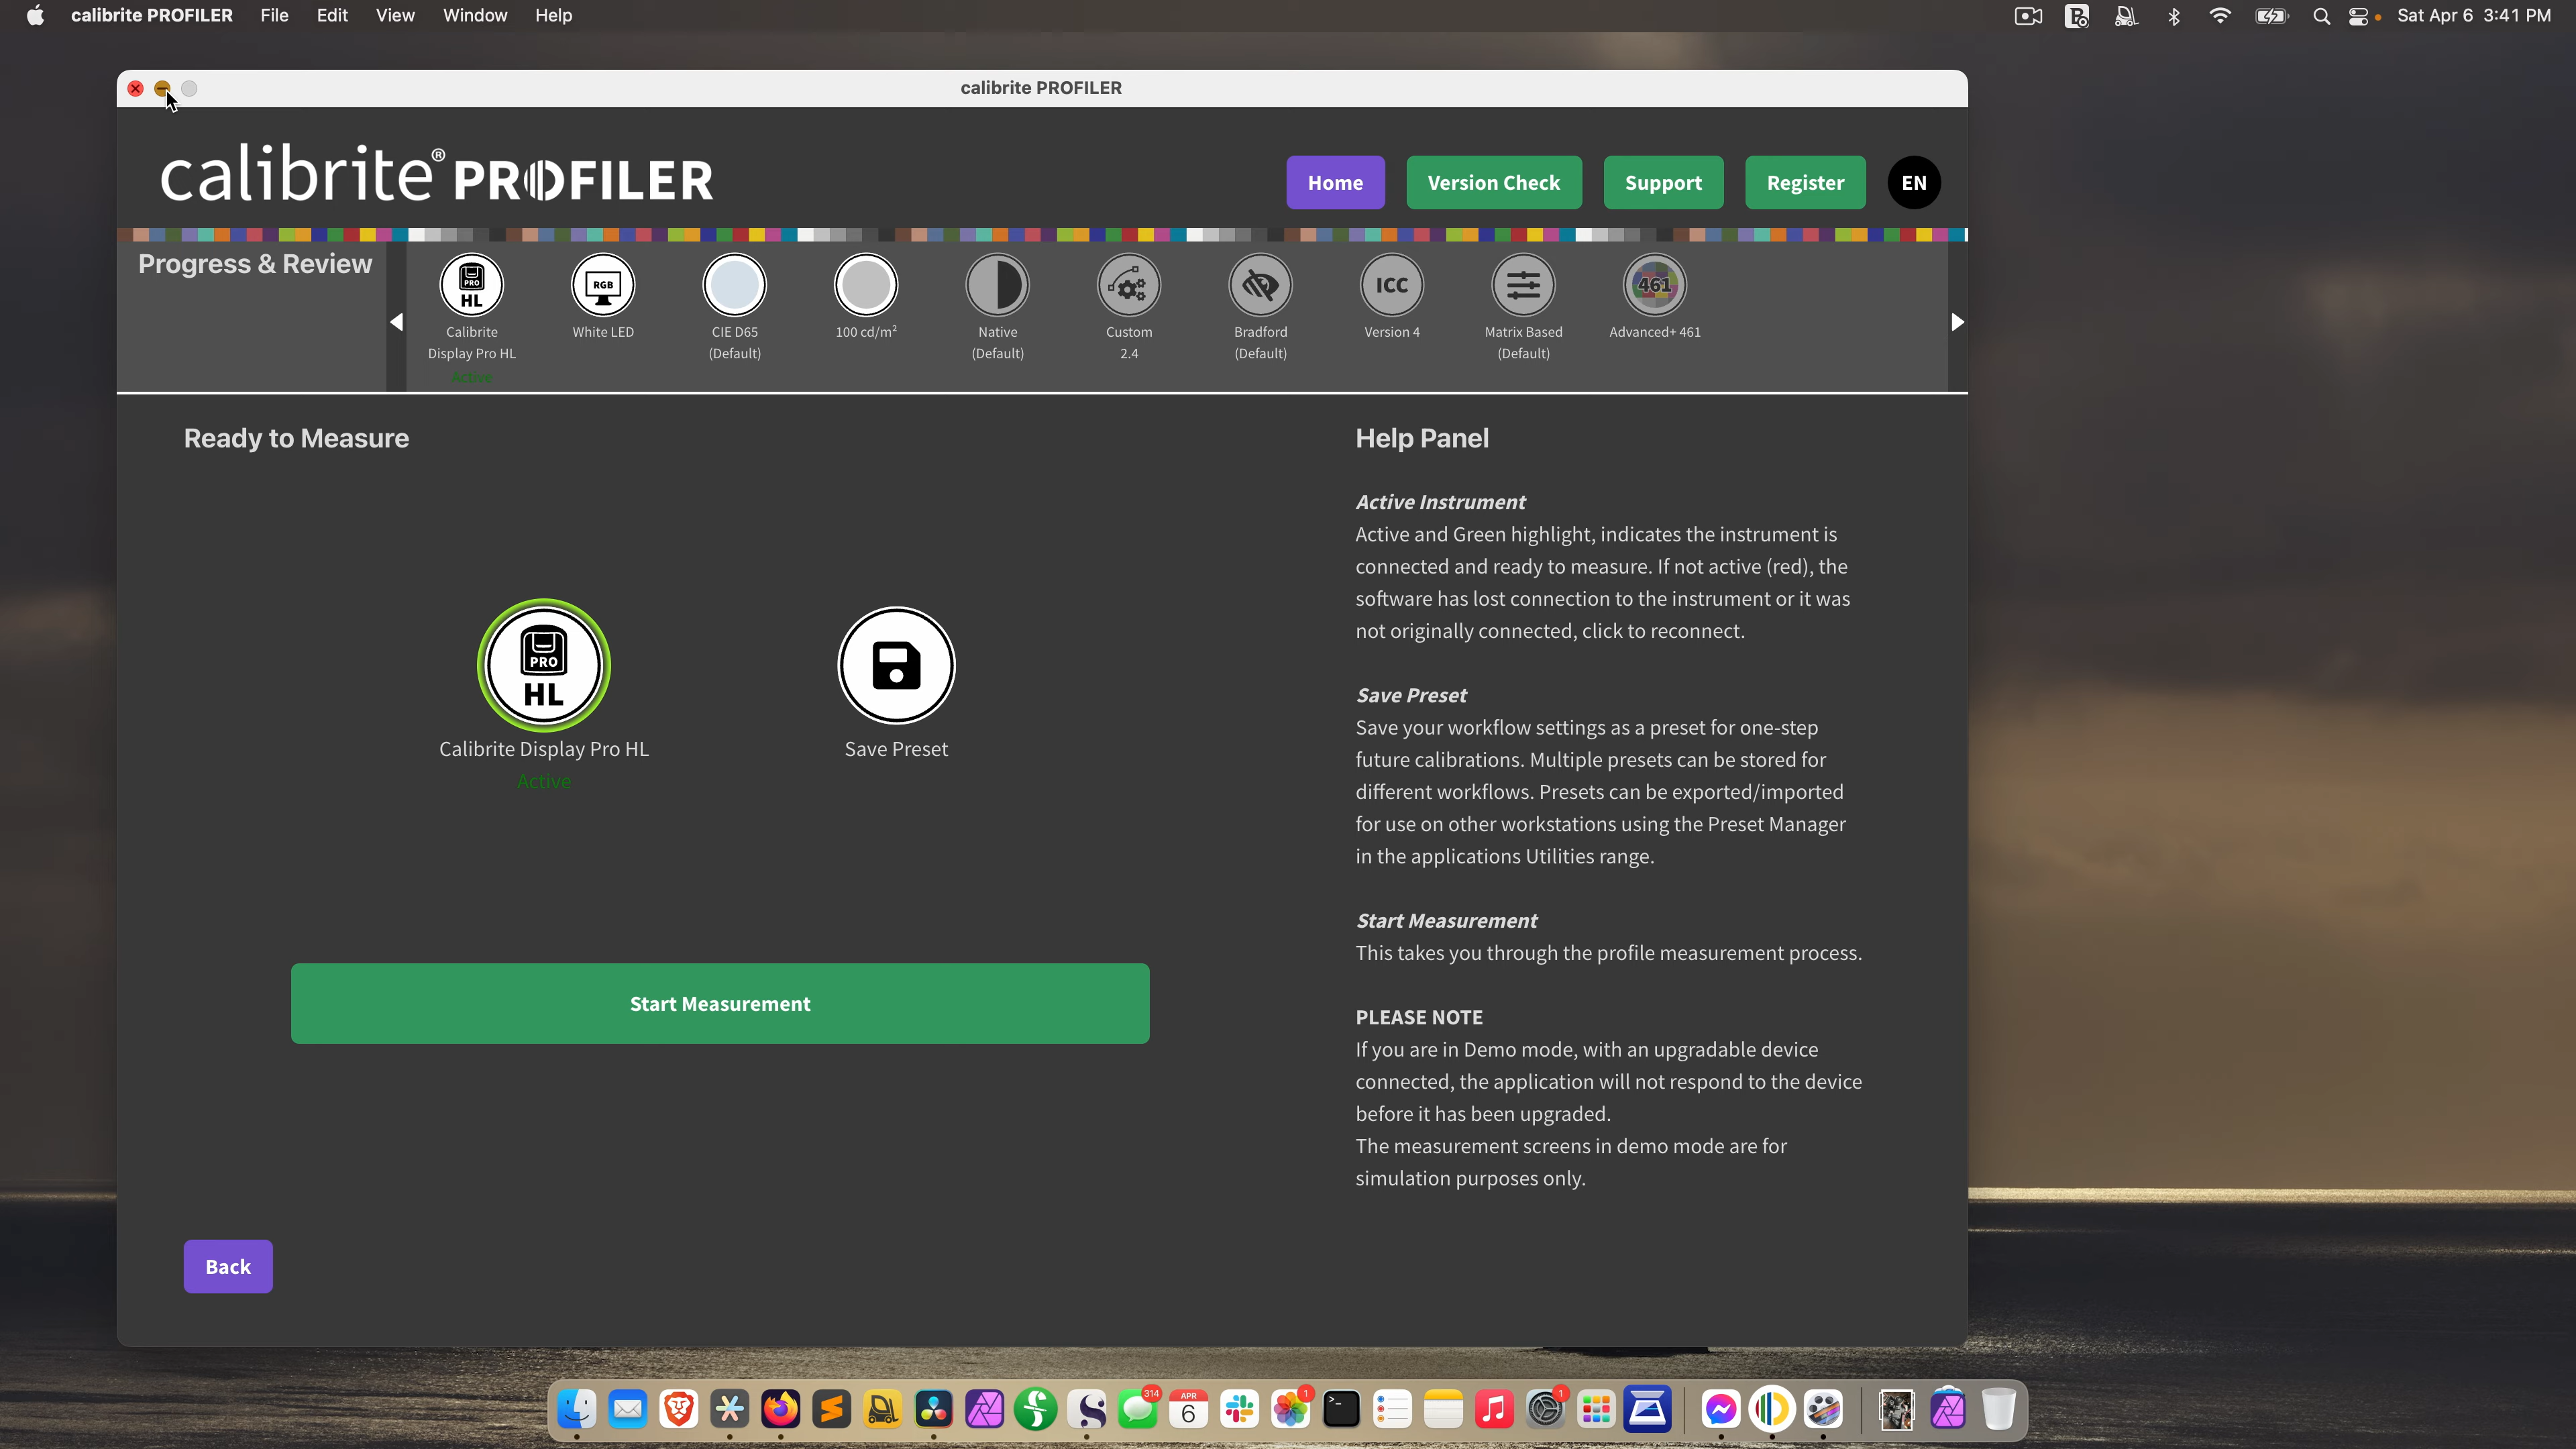 calibrite PROFILER File Edit View Window Help
Sat Apr 6 3:41 PM
calibrite PROFILER
calibrite® PROFILER
Home
Version Check
Support
Register
EN
Progress & Review
PRO
HL
Calibrite
Display Pro HL
Active
RGB
White LED
CIE D65
(Default)
100 cd/m²
Native
(Default)
Custom
2.4
Bradford
(Default)
ICC
Version 4
Matrix Based
(Default)
461
Advanced+ 461
Ready to Measure
PRO
HL
Calibrite Display Pro HL
Active
Save Preset
Start Measurement
Back
Help Panel
Active Instrument
Active and Green highlight, indicates the instrument is
connected and ready to measure. If not active (red), the
software has lost connection to the instrument or it was
not originally connected, click to reconnect.
Save Preset
Save your workflow settings as a preset for one-step
future calibrations. Multiple presets can be stored for
different workflows. Presets can be exported/imported
for use on other workstations using the Preset Manager
in the applications Utilities range.
Start Measurement
This takes you through the profile measurement process.
PLEASE NOTE
If you are in Demo mode, with an upgradable device
connected, the application will not respond to the device
before it has been upgraded.
The measurement screens in demo mode are for
simulation purposes only.
314
APR
6
1
1